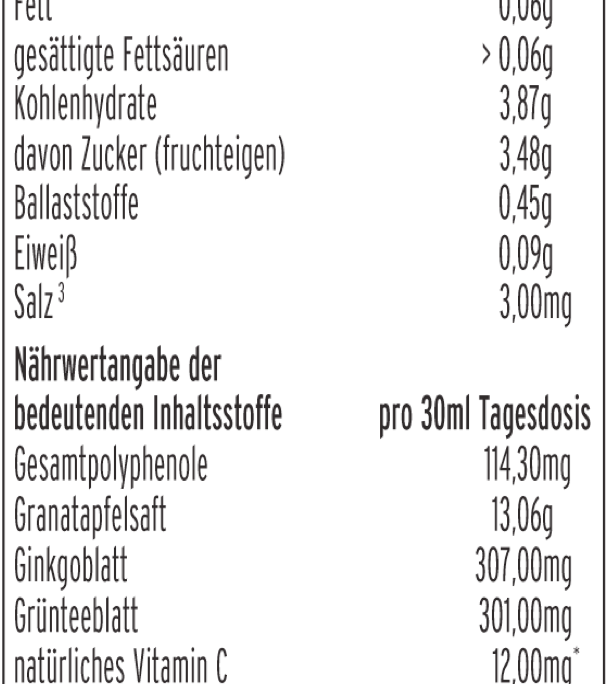 Fett 0,06g
gesättigte Fettsäuren > 0,06g
Kohlenhydrate 3,87g
davon Zucker (fruchteigen) 3,48g
Ballaststoffe 0,45g
Eiweiß 0,09g
Salz ³ 3,00mg
Nährwertangabe der
bedeutenden Inhaltsstoffe pro 30ml Tagesdosis
Gesamtpolyphenole 114,30mg
Granatapfelsaft 13,06g
Ginkgoblatt 307,00mg
Grünteeblatt 301,00mg
natürliches Vitamin C 12,00mg*